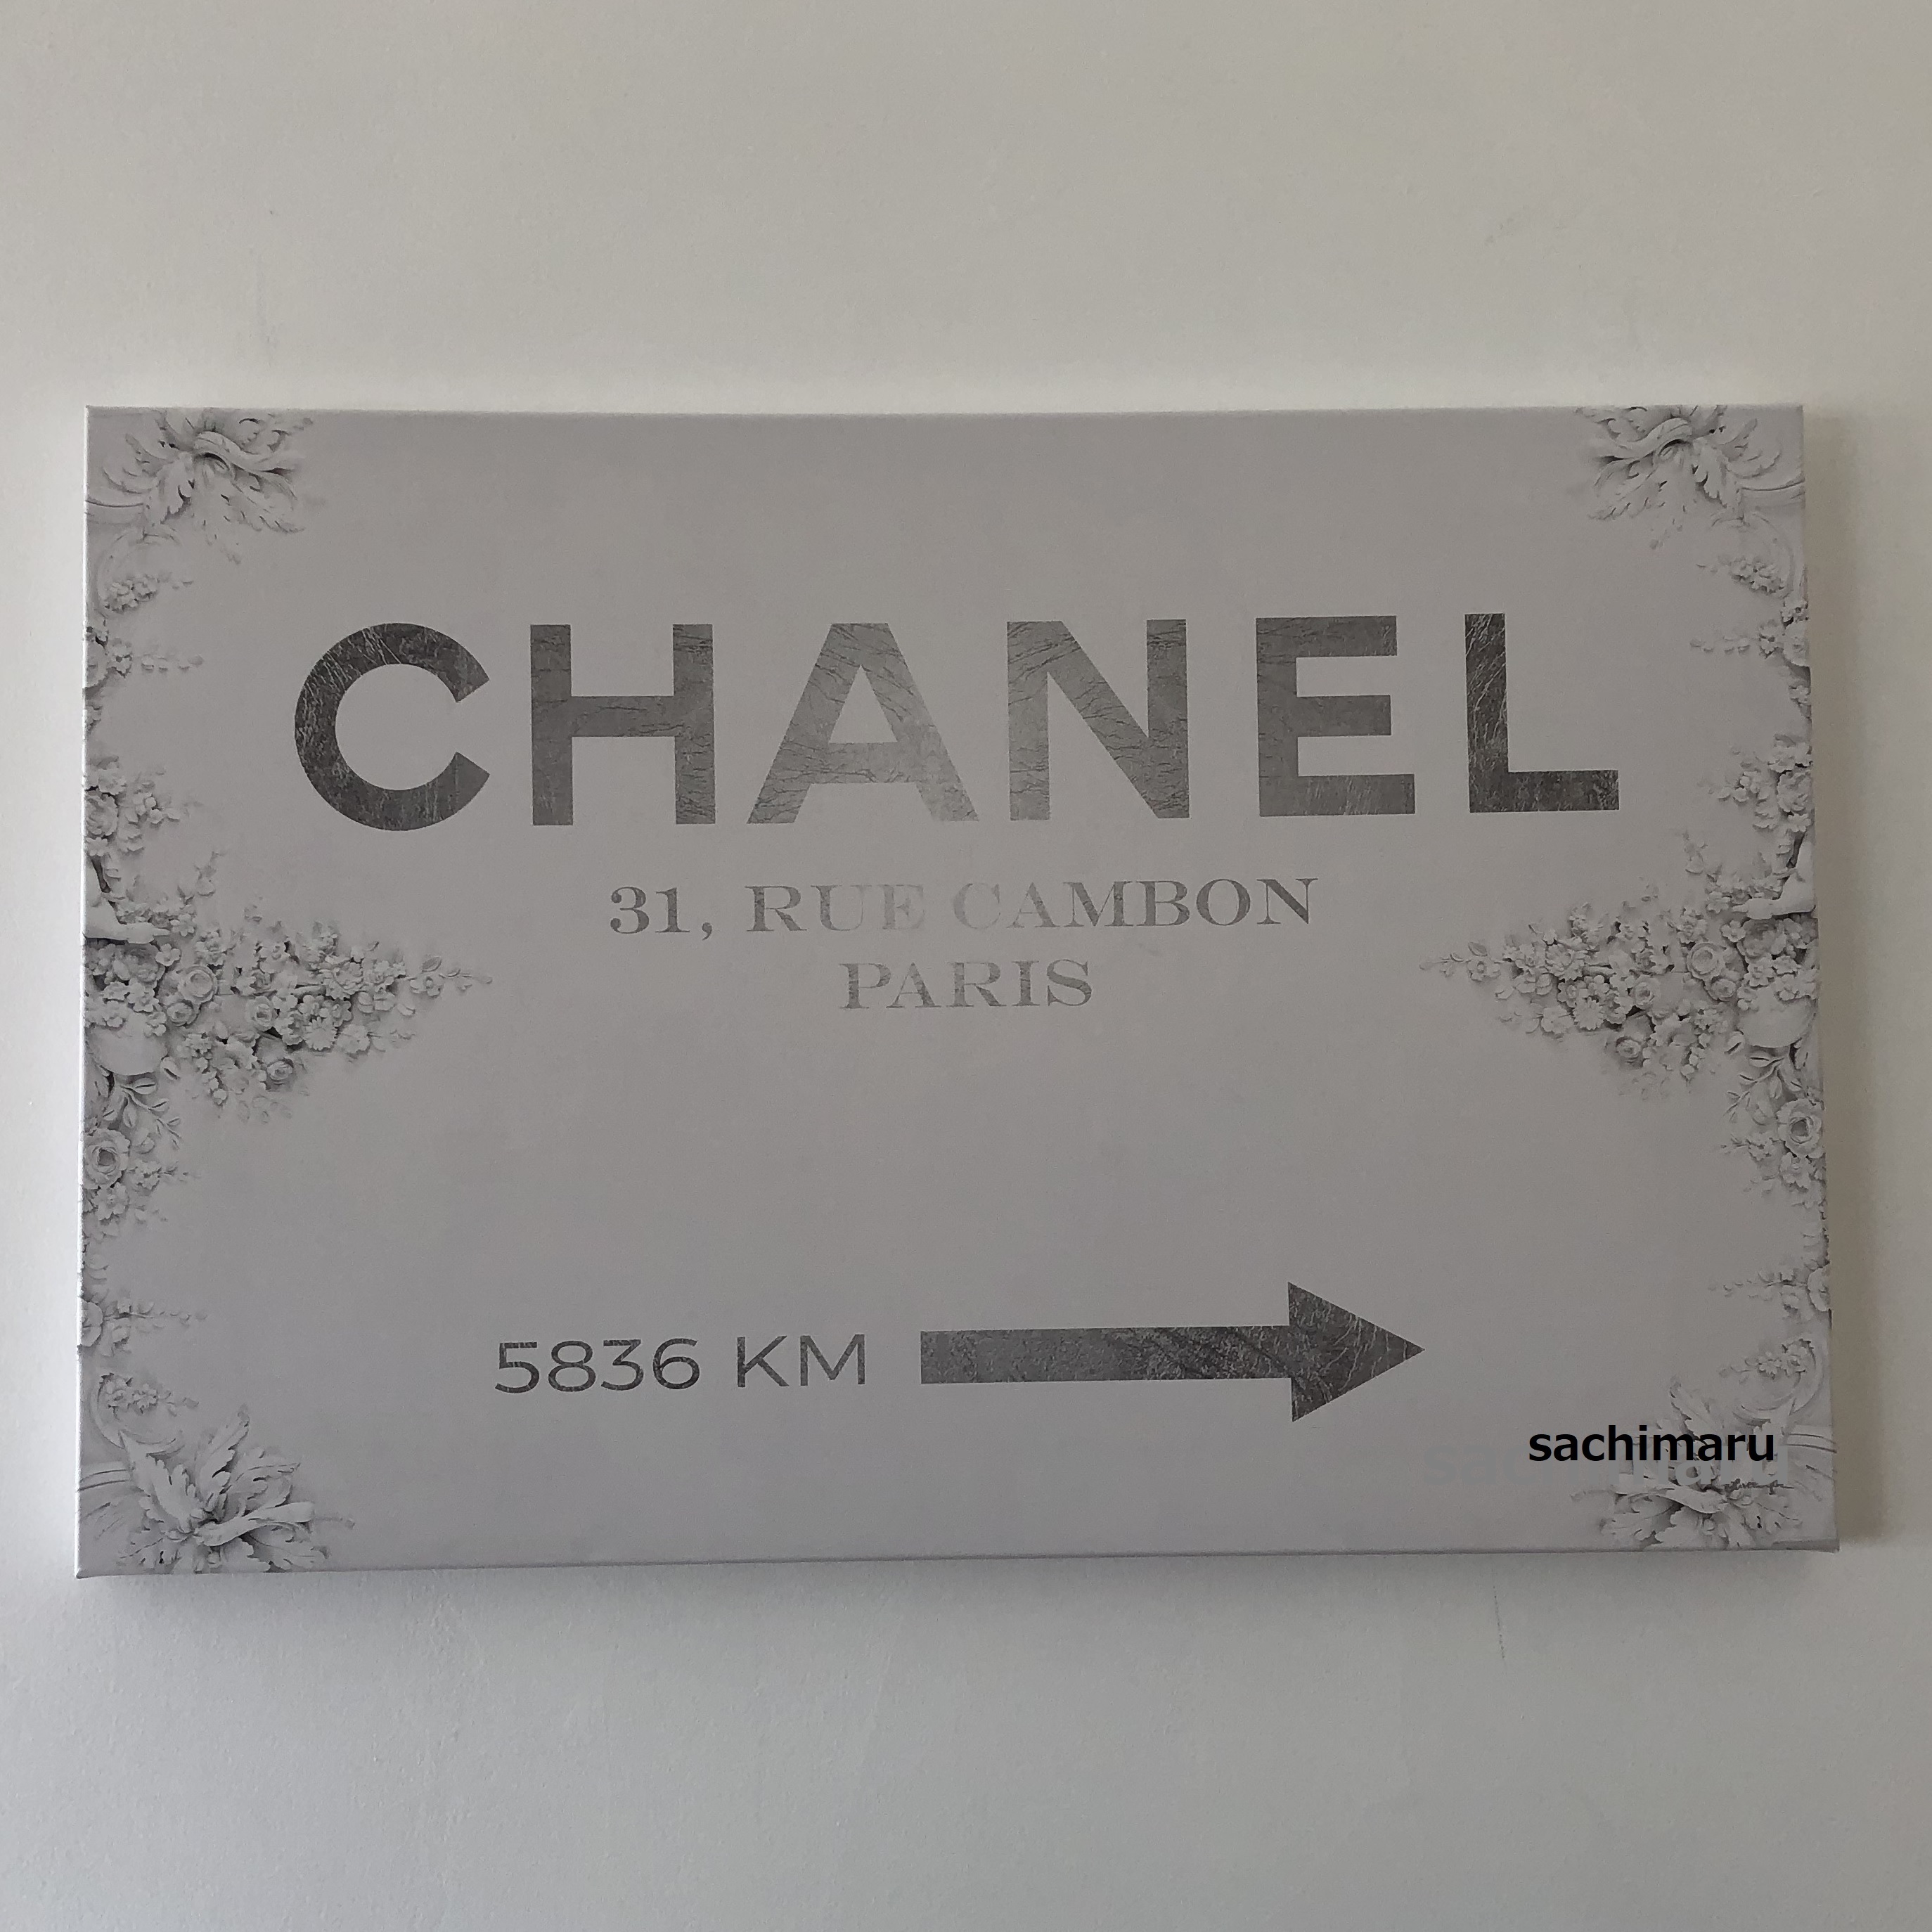 CHANEL
31, RUE CAMBON
PARIS
5836 KM
sachimaru